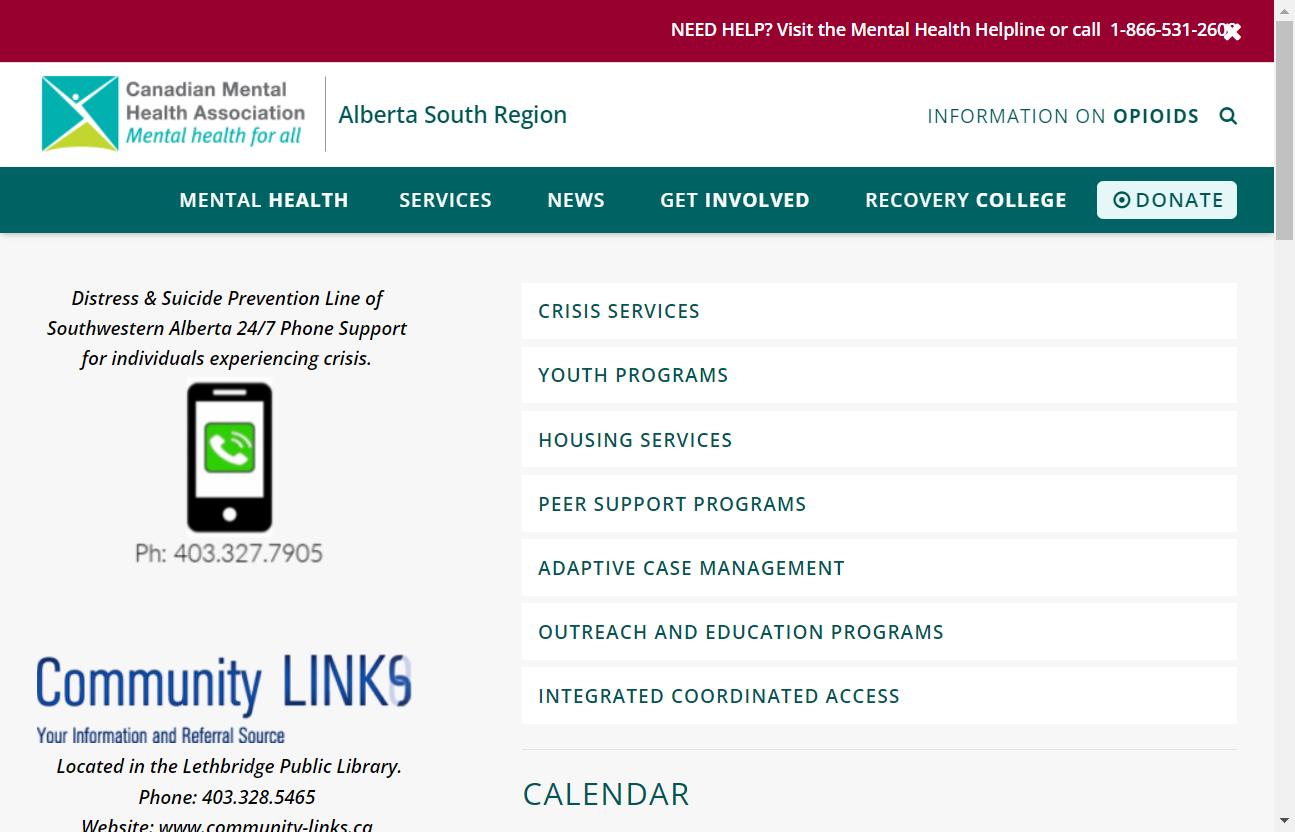 NEED HELP? Visit the Mental Health Helpline or call 1-866-531-260
Canadian Mental
Health Association
Mental health for all
Alberta South Region
INFORMATION ON OPIOIDS
MENTAL HEALTH
SERVICES
NEWS
GET INVOLVED
RECOVERY COLLEGE
DONATE
Distress & Suicide Prevention Line of
Southwestern Alberta 24/7 Phone Support
for individuals experiencing crisis.
Ph: 403.327.7905
Community LINKS
Your Information and Referral Source
Located in the Lethbridge Public Library.
Phone: 403.328.5465
Website: www.community-links.ca
CRISIS SERVICES
YOUTH PROGRAMS
HOUSING SERVICES
PEER SUPPORT PROGRAMS
ADAPTIVE CASE MANAGEMENT
OUTREACH AND EDUCATION PROGRAMS
INTEGRATED COORDINATED ACCESS
CALENDAR